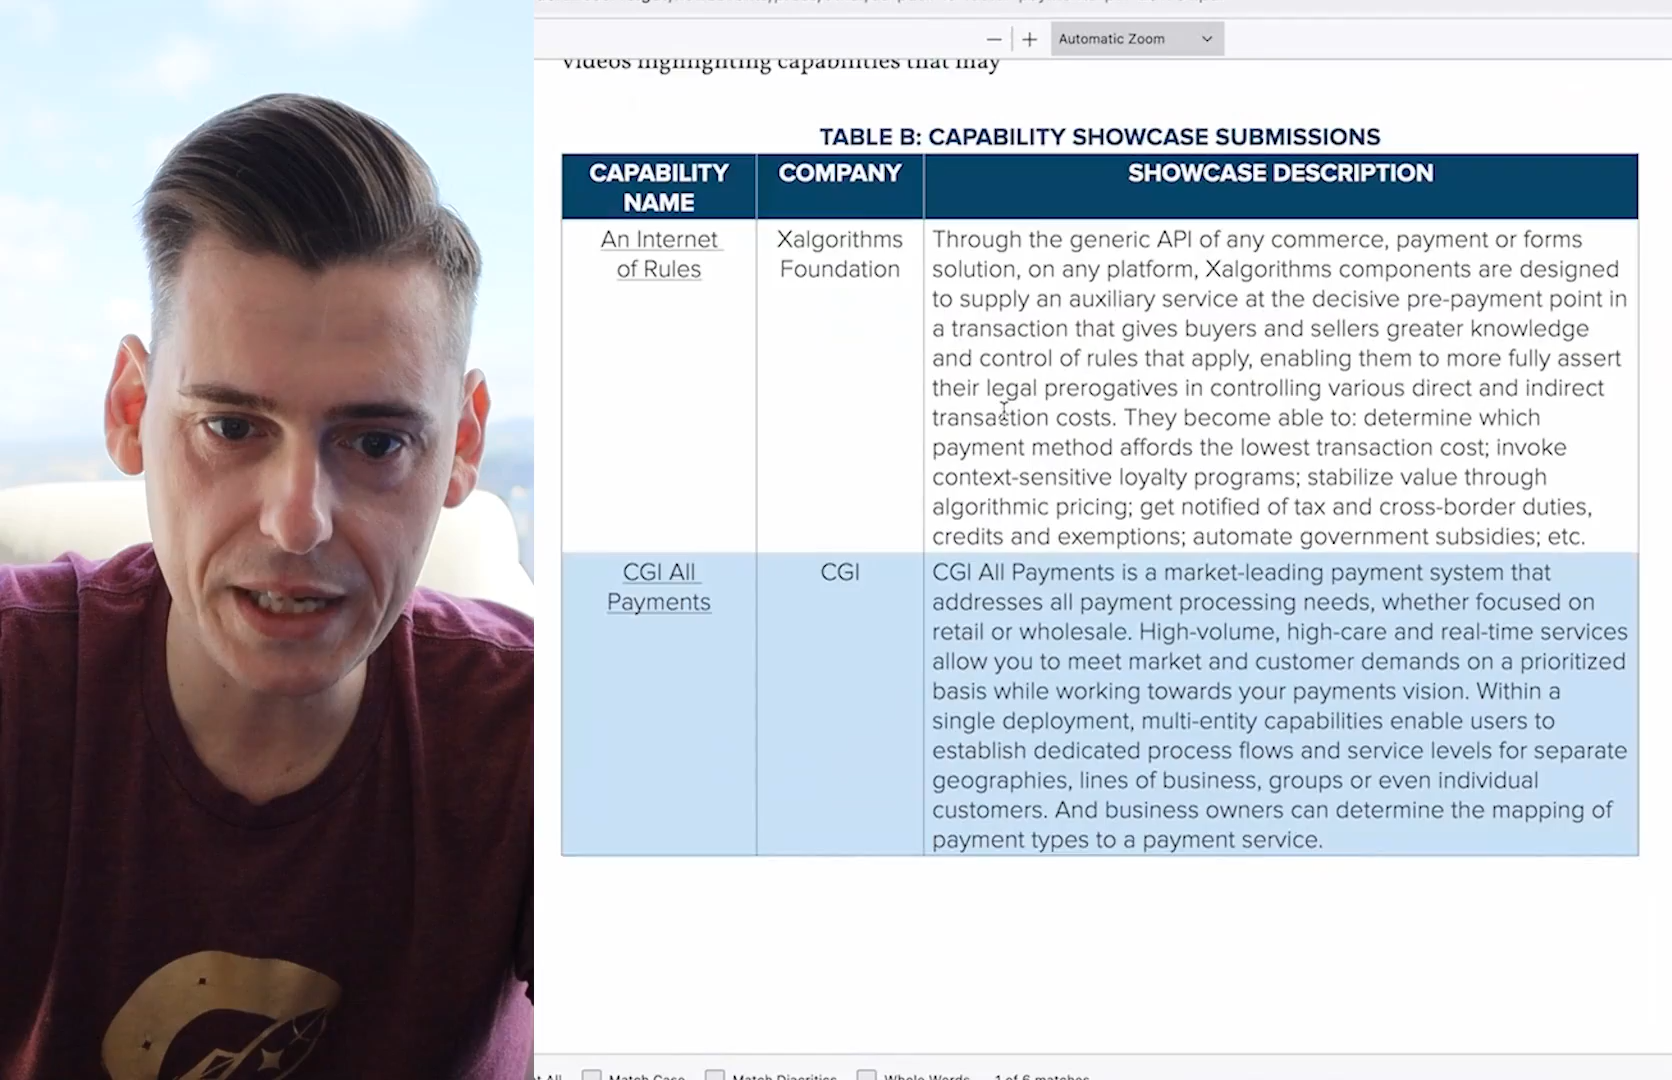 Automatic Zoom
videos highlighting capabilities that may
TABLE B: CAPABILITY SHOWCASE SUBMISSIONS
CAPABILITY NAME
COMPANY
SHOWCASE DESCRIPTION
An Internet
of Rules
Xalgorithms
Foundation
Through the generic API of any commerce, payment or forms
solution, on any platform, Xalgorithms components are designed
to supply an auxiliary service at the decisive pre-payment point in
a transaction that gives buyers and sellers greater knowledge
and control of rules that apply, enabling them to more fully assert
their legal prerogatives in controlling various direct and indirect
transaction costs. They become able to: determine which
payment method affords the lowest transaction cost; invoke
context-sensitive loyalty programs; stabilize value through
algorithmic pricing; get notified of tax and cross-border duties,
credits and exemptions; automate government subsidies; etc.
CGI All
Payments
CGI
CGI All Payments is a market-leading payment system that
addresses all payment processing needs, whether focused on
retail or wholesale. High-volume, high-care and real-time services
allow you to meet market and customer demands on a prioritized
basis while working towards your payments vision. Within a
single deployment, multi-entity capabilities enable users to
establish dedicated process flows and service levels for separate
geographies, lines of business, groups or even individual
customers. And business owners can determine the mapping of
payment types to a payment service.
All Match Case Match Diacritics Whole Words 1 of 6 matches